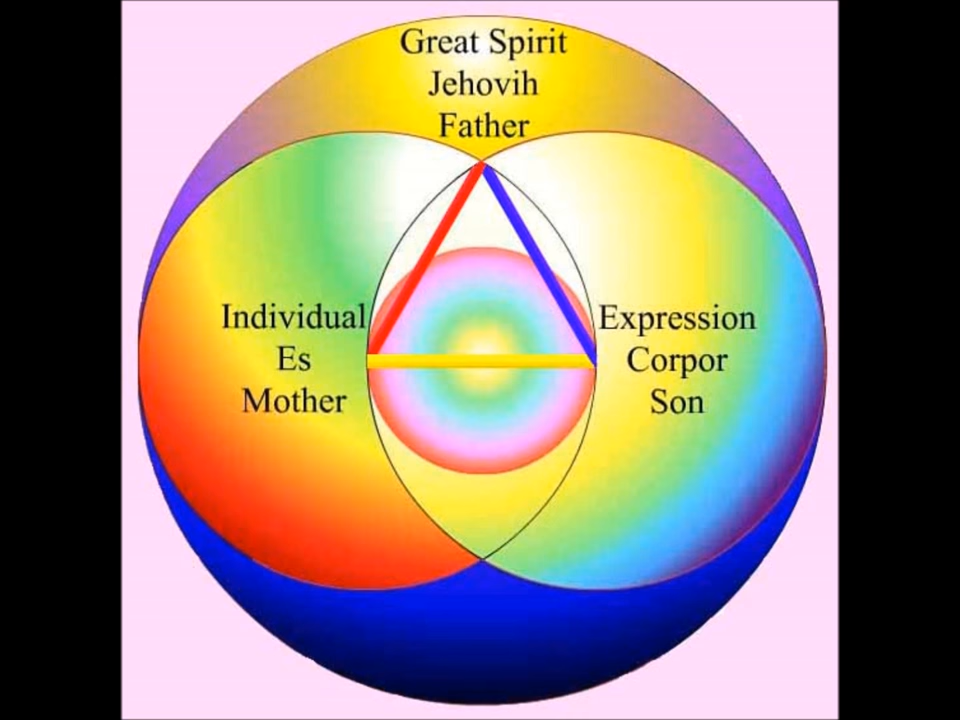 Great Spirit
Jehovih
Father
Individual
Es
Mother
Expression
Corpor
Son